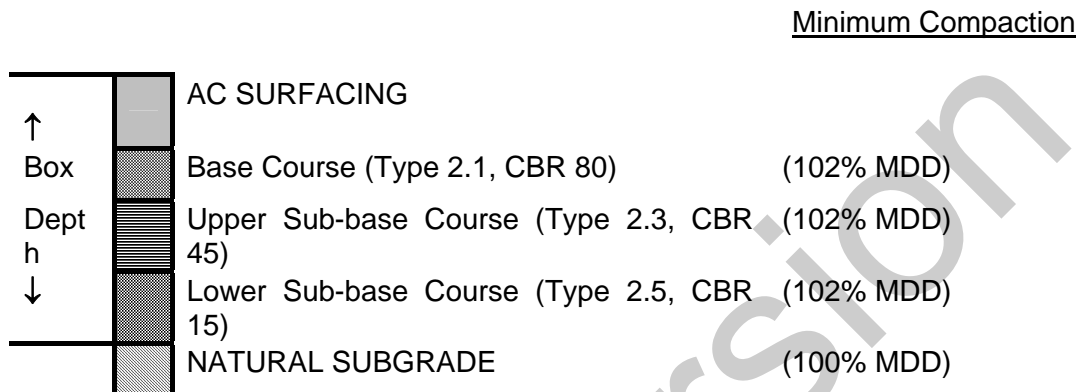 Minimum Compaction
AC SURFACING
↑
Box Base Course (Type 2.1, CBR 80) (102% MDD)
Dept Upper Sub-base Course (Type 2.3, CBR (102% MDD)
h 45)
↓ Lower Sub-base Course (Type 2.5, CBR (102% MDD)
15)
NATURAL SUBGRADE (100% MDD)
rsion